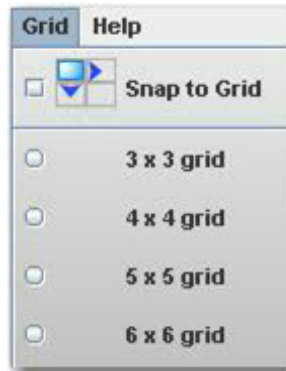 Grid Help
Snap to Grid
3 x 3 grid
4 x 4 grid
5 x 5 grid
6 x 6 grid